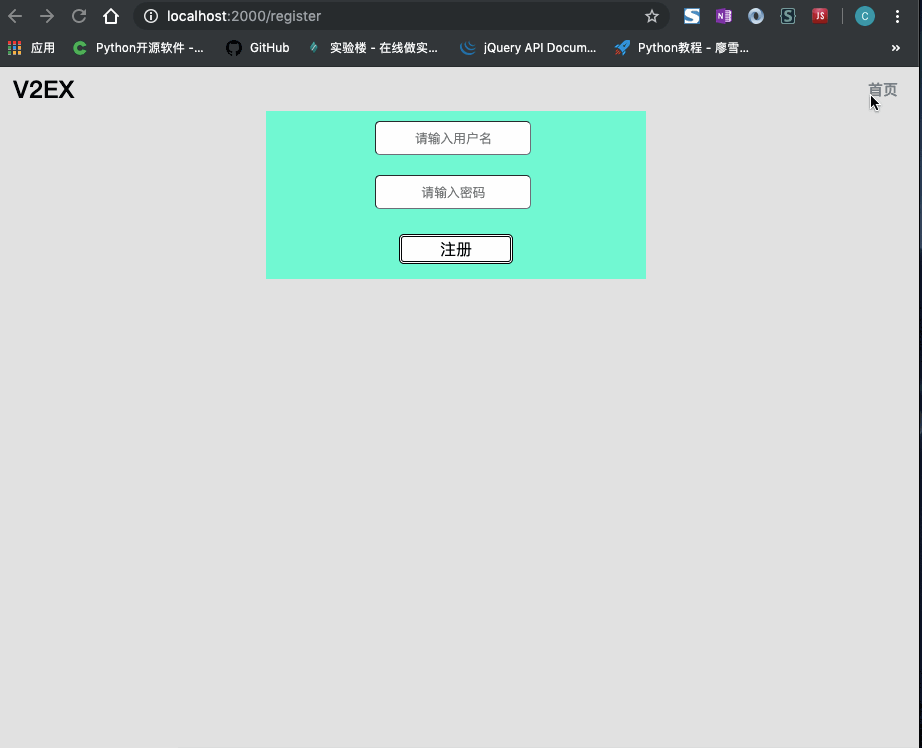 localhost:2000/register
应用 Python开源软件 -... GitHub 实验楼 - 在线做实... jQuery API Docum... Python教程 - 廖雪... »
V2EX 首页
请输入用户名
请输入密码
注册